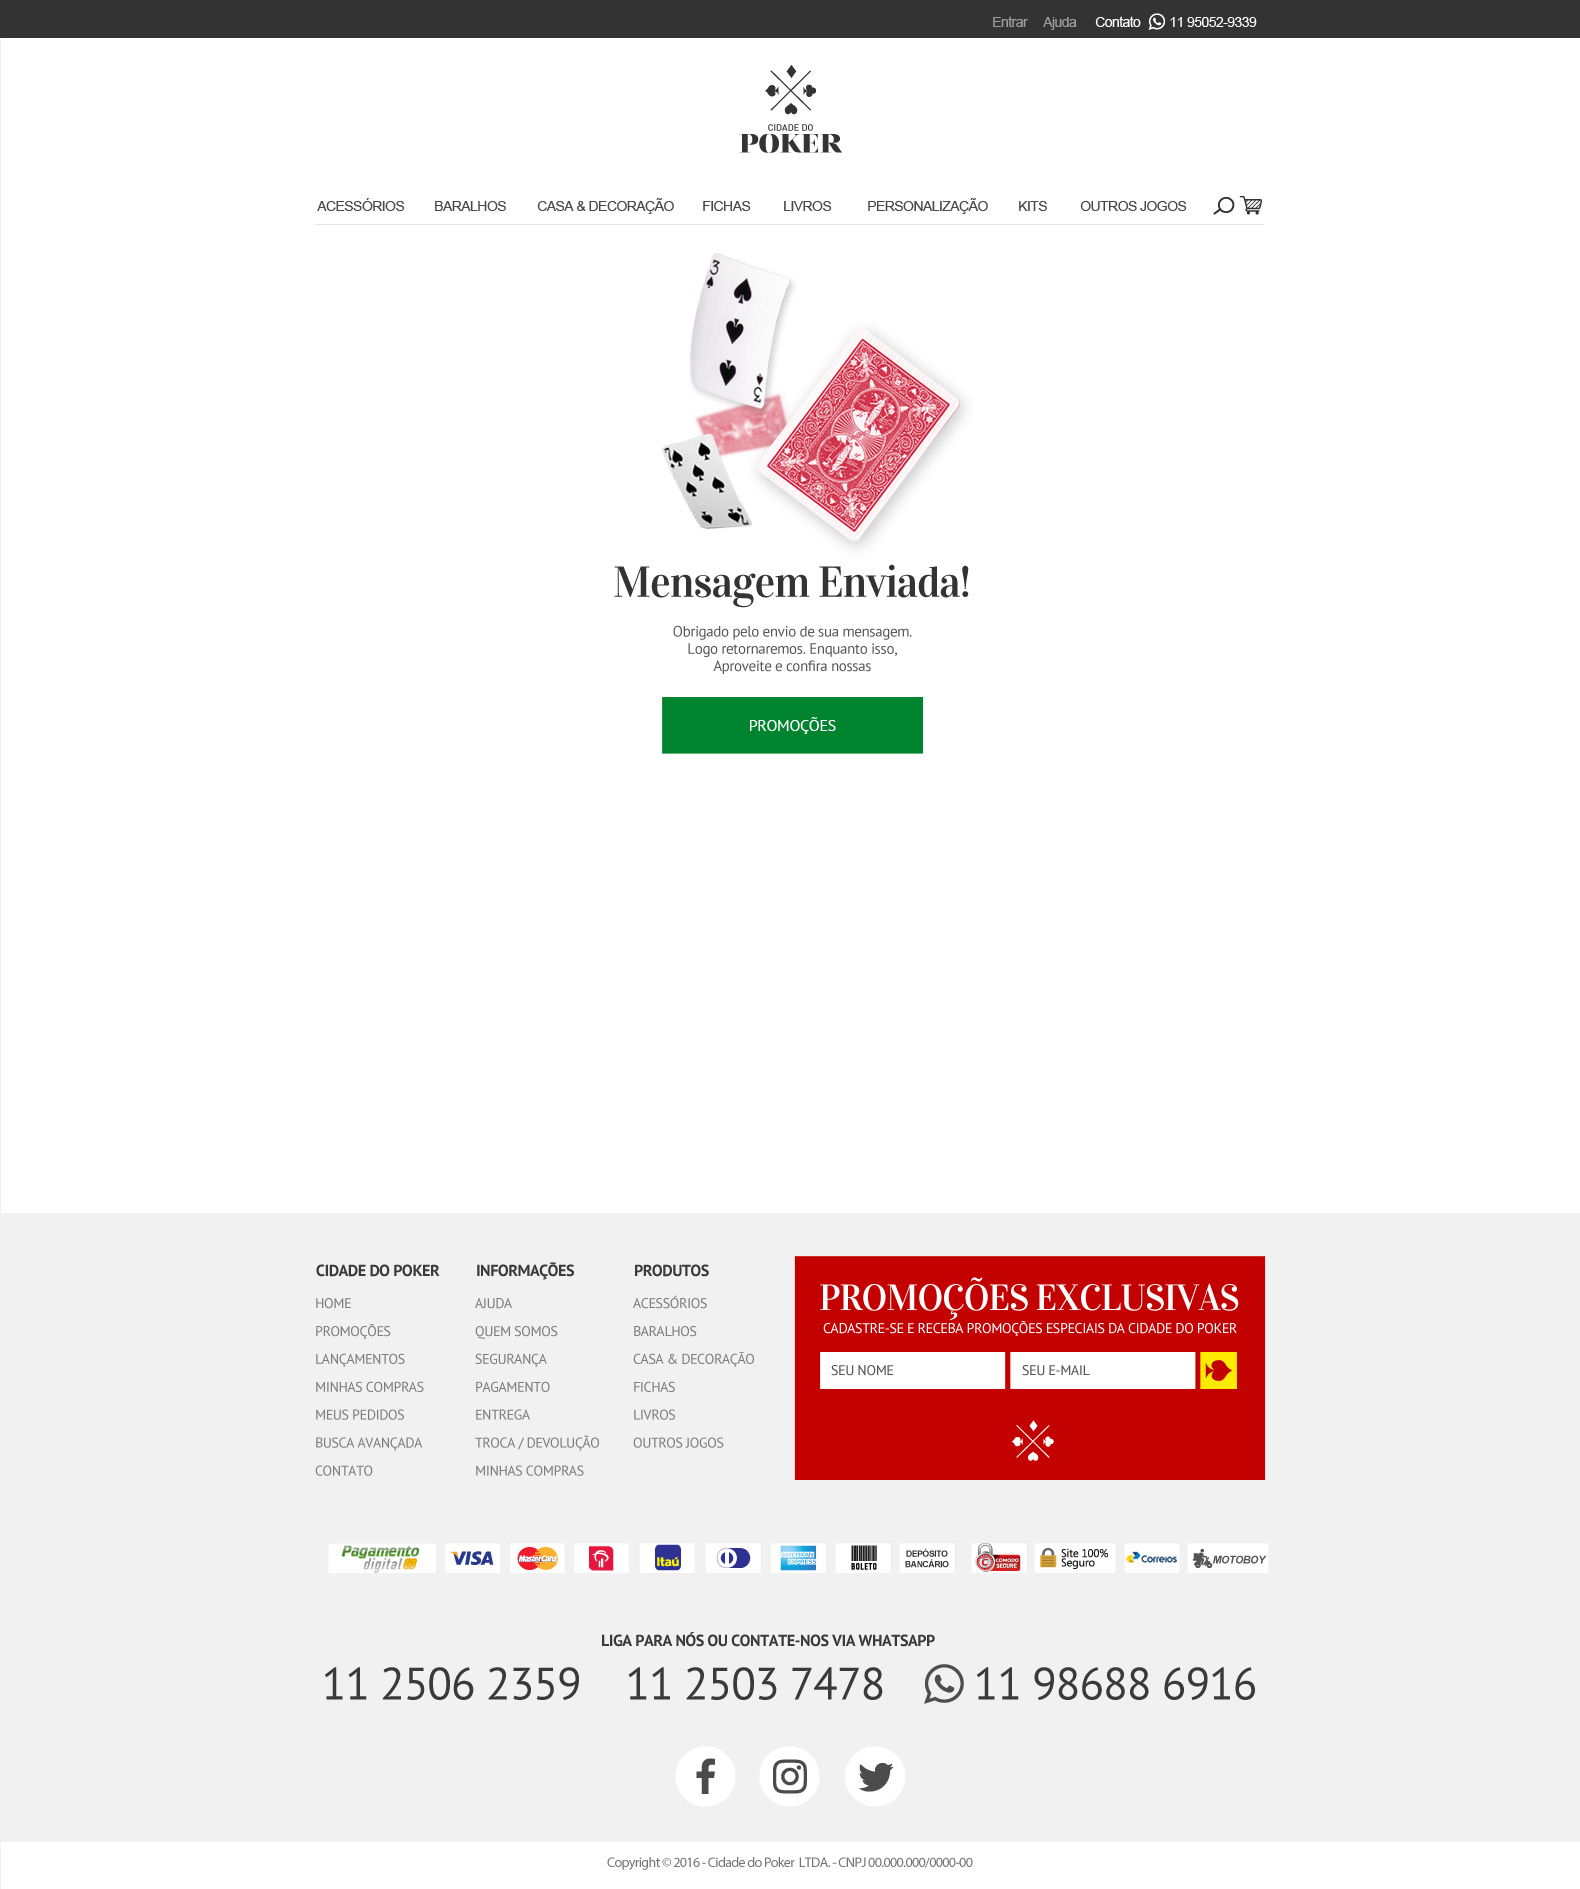 Entrar Ajuda Contato 11 95052-9339
CIDADE DO
POKER
ACESSÓRIOS BARALHOS CASA & DECORAÇÃO FICHAS LIVROS PERSONALIZAÇÃO KITS OUTROS JOGOS
3
3
Mensagem Enviada!
Obrigado pelo envio de sua mensagem.
Logo retornaremos. Enquanto isso,
Aproveite e confira nossas
PROMOÇÕES
CIDADE DO POKER
HOME
PROMOÇÕES
LANÇAMENTOS
MINHAS COMPRAS
MEUS PEDIDOS
BUSCA AVANÇADA
CONTATO
INFORMAÇÕES
AJUDA
QUEM SOMOS
SEGURANÇA
PAGAMENTO
ENTREGA
TROCA / DEVOLUÇÃO
MINHAS COMPRAS
PRODUTOS
ACESSÓRIOS
BARALHOS
CASA & DECORAÇÃO
FICHAS
LIVROS
OUTROS JOGOS
PROMOÇÕES EXCLUSIVAS
CADASTRE-SE E RECEBA PROMOÇÕES ESPECIAIS DA CIDADE DO POKER
SEU NOME SEU E-MAIL
Pagamento
digital
VISA
MasterCard
Itaú
AMERICAN
EXPRESS
BOLETO
DEPÓSITO
BANCÁRIO
COMODO
SECURE
Site 100%
Seguro
CORREIOS
MOTOBOY
LIGA PARA NÓS OU CONTATE-NOS VIA WHATSAPP
11 2506 2359 11 2503 7478 11 98688 6916
Copyright © 2016 - Cidade do Poker LTDA. - CNPJ 00.000.000/0000-00